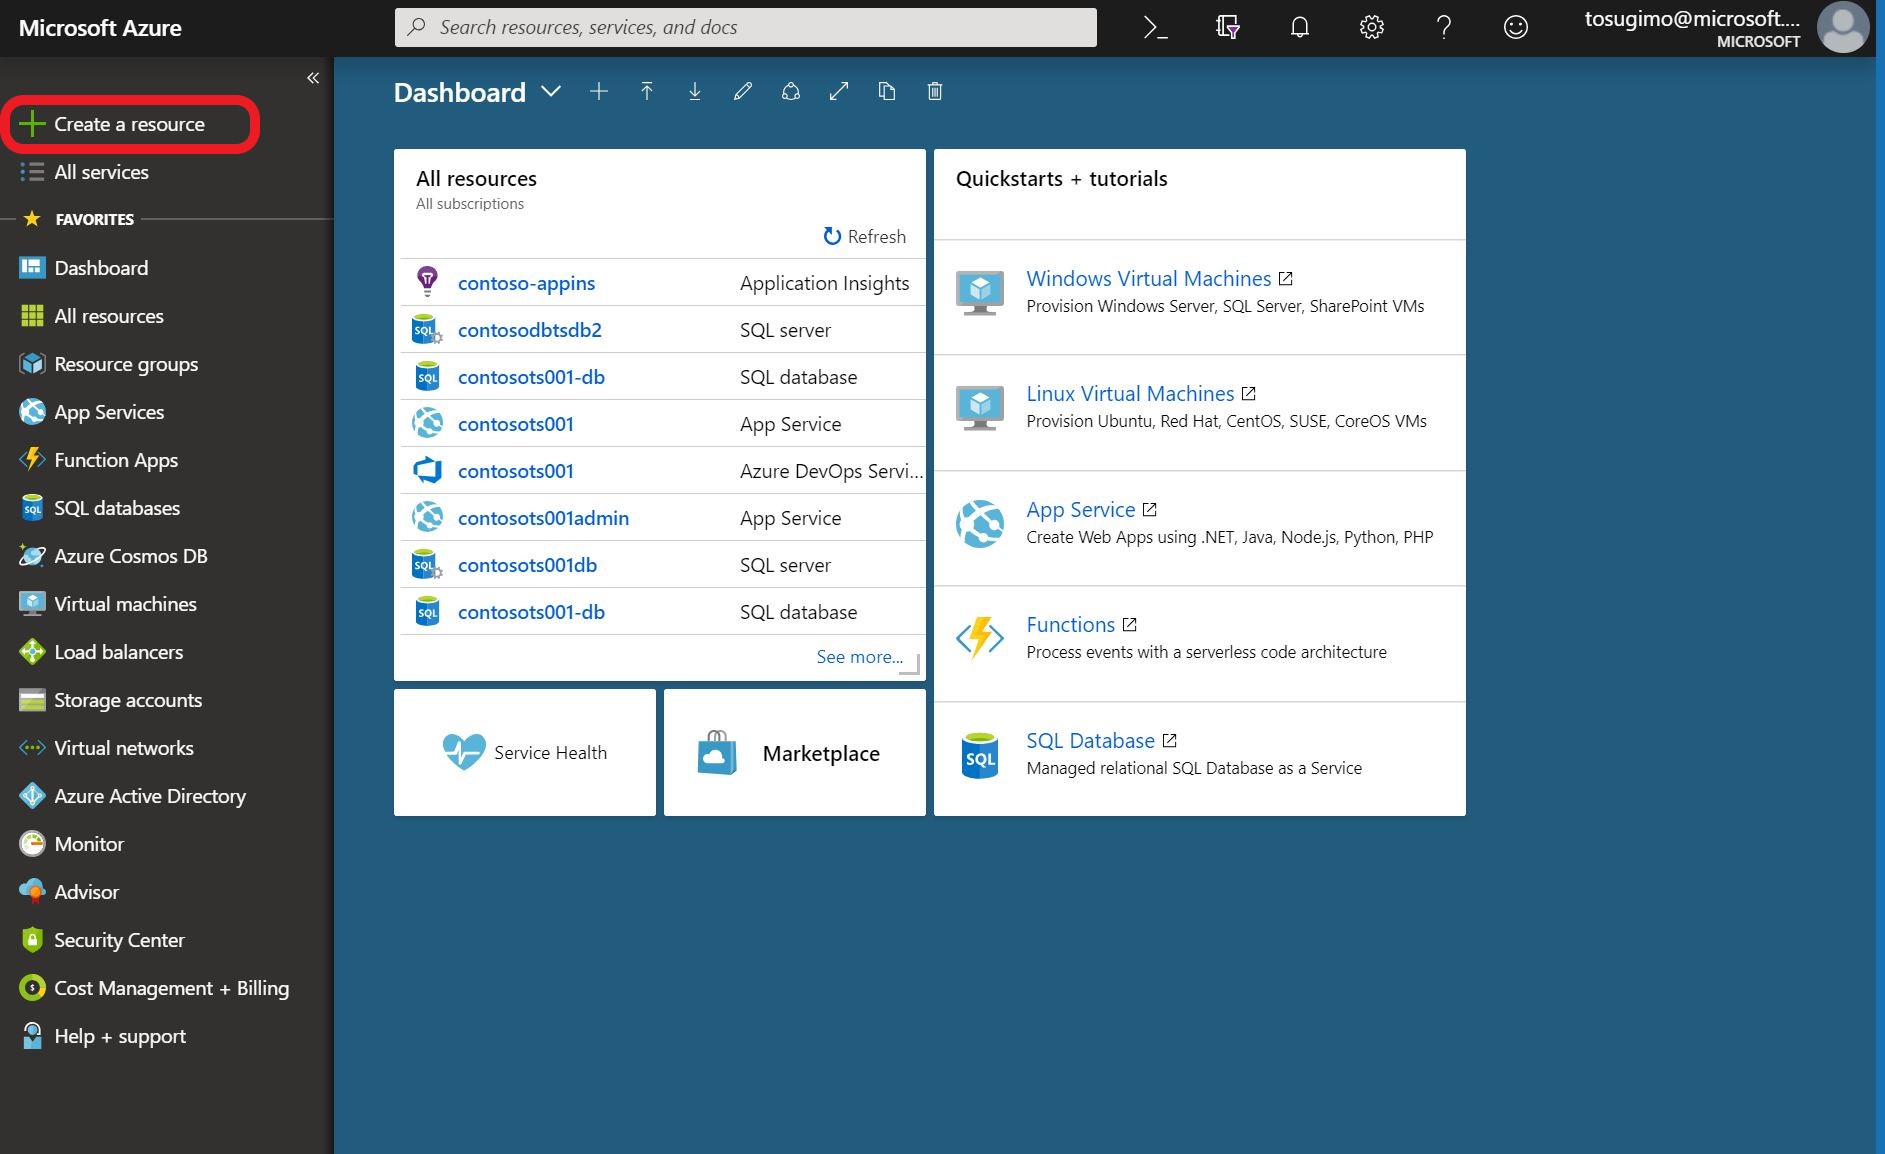 Microsoft Azure
Search resources, services, and docs
tosugimo@microsoft....
MICROSOFT
Create a resource
All services
FAVORITES
Dashboard
All resources
Resource groups
App Services
Function Apps
SQL databases
Azure Cosmos DB
Virtual machines
Load balancers
Storage accounts
Virtual networks
Azure Active Directory
Monitor
Advisor
Security Center
Cost Management + Billing
Help + support
Dashboard
All resources
All subscriptions
Refresh
contoso-appins Application Insights
contosodbtsdb2 SQL server
contosots001-db SQL database
contosots001 App Service
contosots001 Azure DevOps Servi...
contosots001admin App Service
contosots001db SQL server
contosots001-db SQL database
See more...
Service Health
Marketplace
Quickstarts + tutorials
Windows Virtual Machines
Provision Windows Server, SQL Server, SharePoint VMs
Linux Virtual Machines
Provision Ubuntu, Red Hat, CentOS, SUSE, CoreOS VMs
App Service
Create Web Apps using .NET, Java, Node.js, Python, PHP
Functions
Process events with a serverless code architecture
SQL
SQL Database
Managed relational SQL Database as a Service